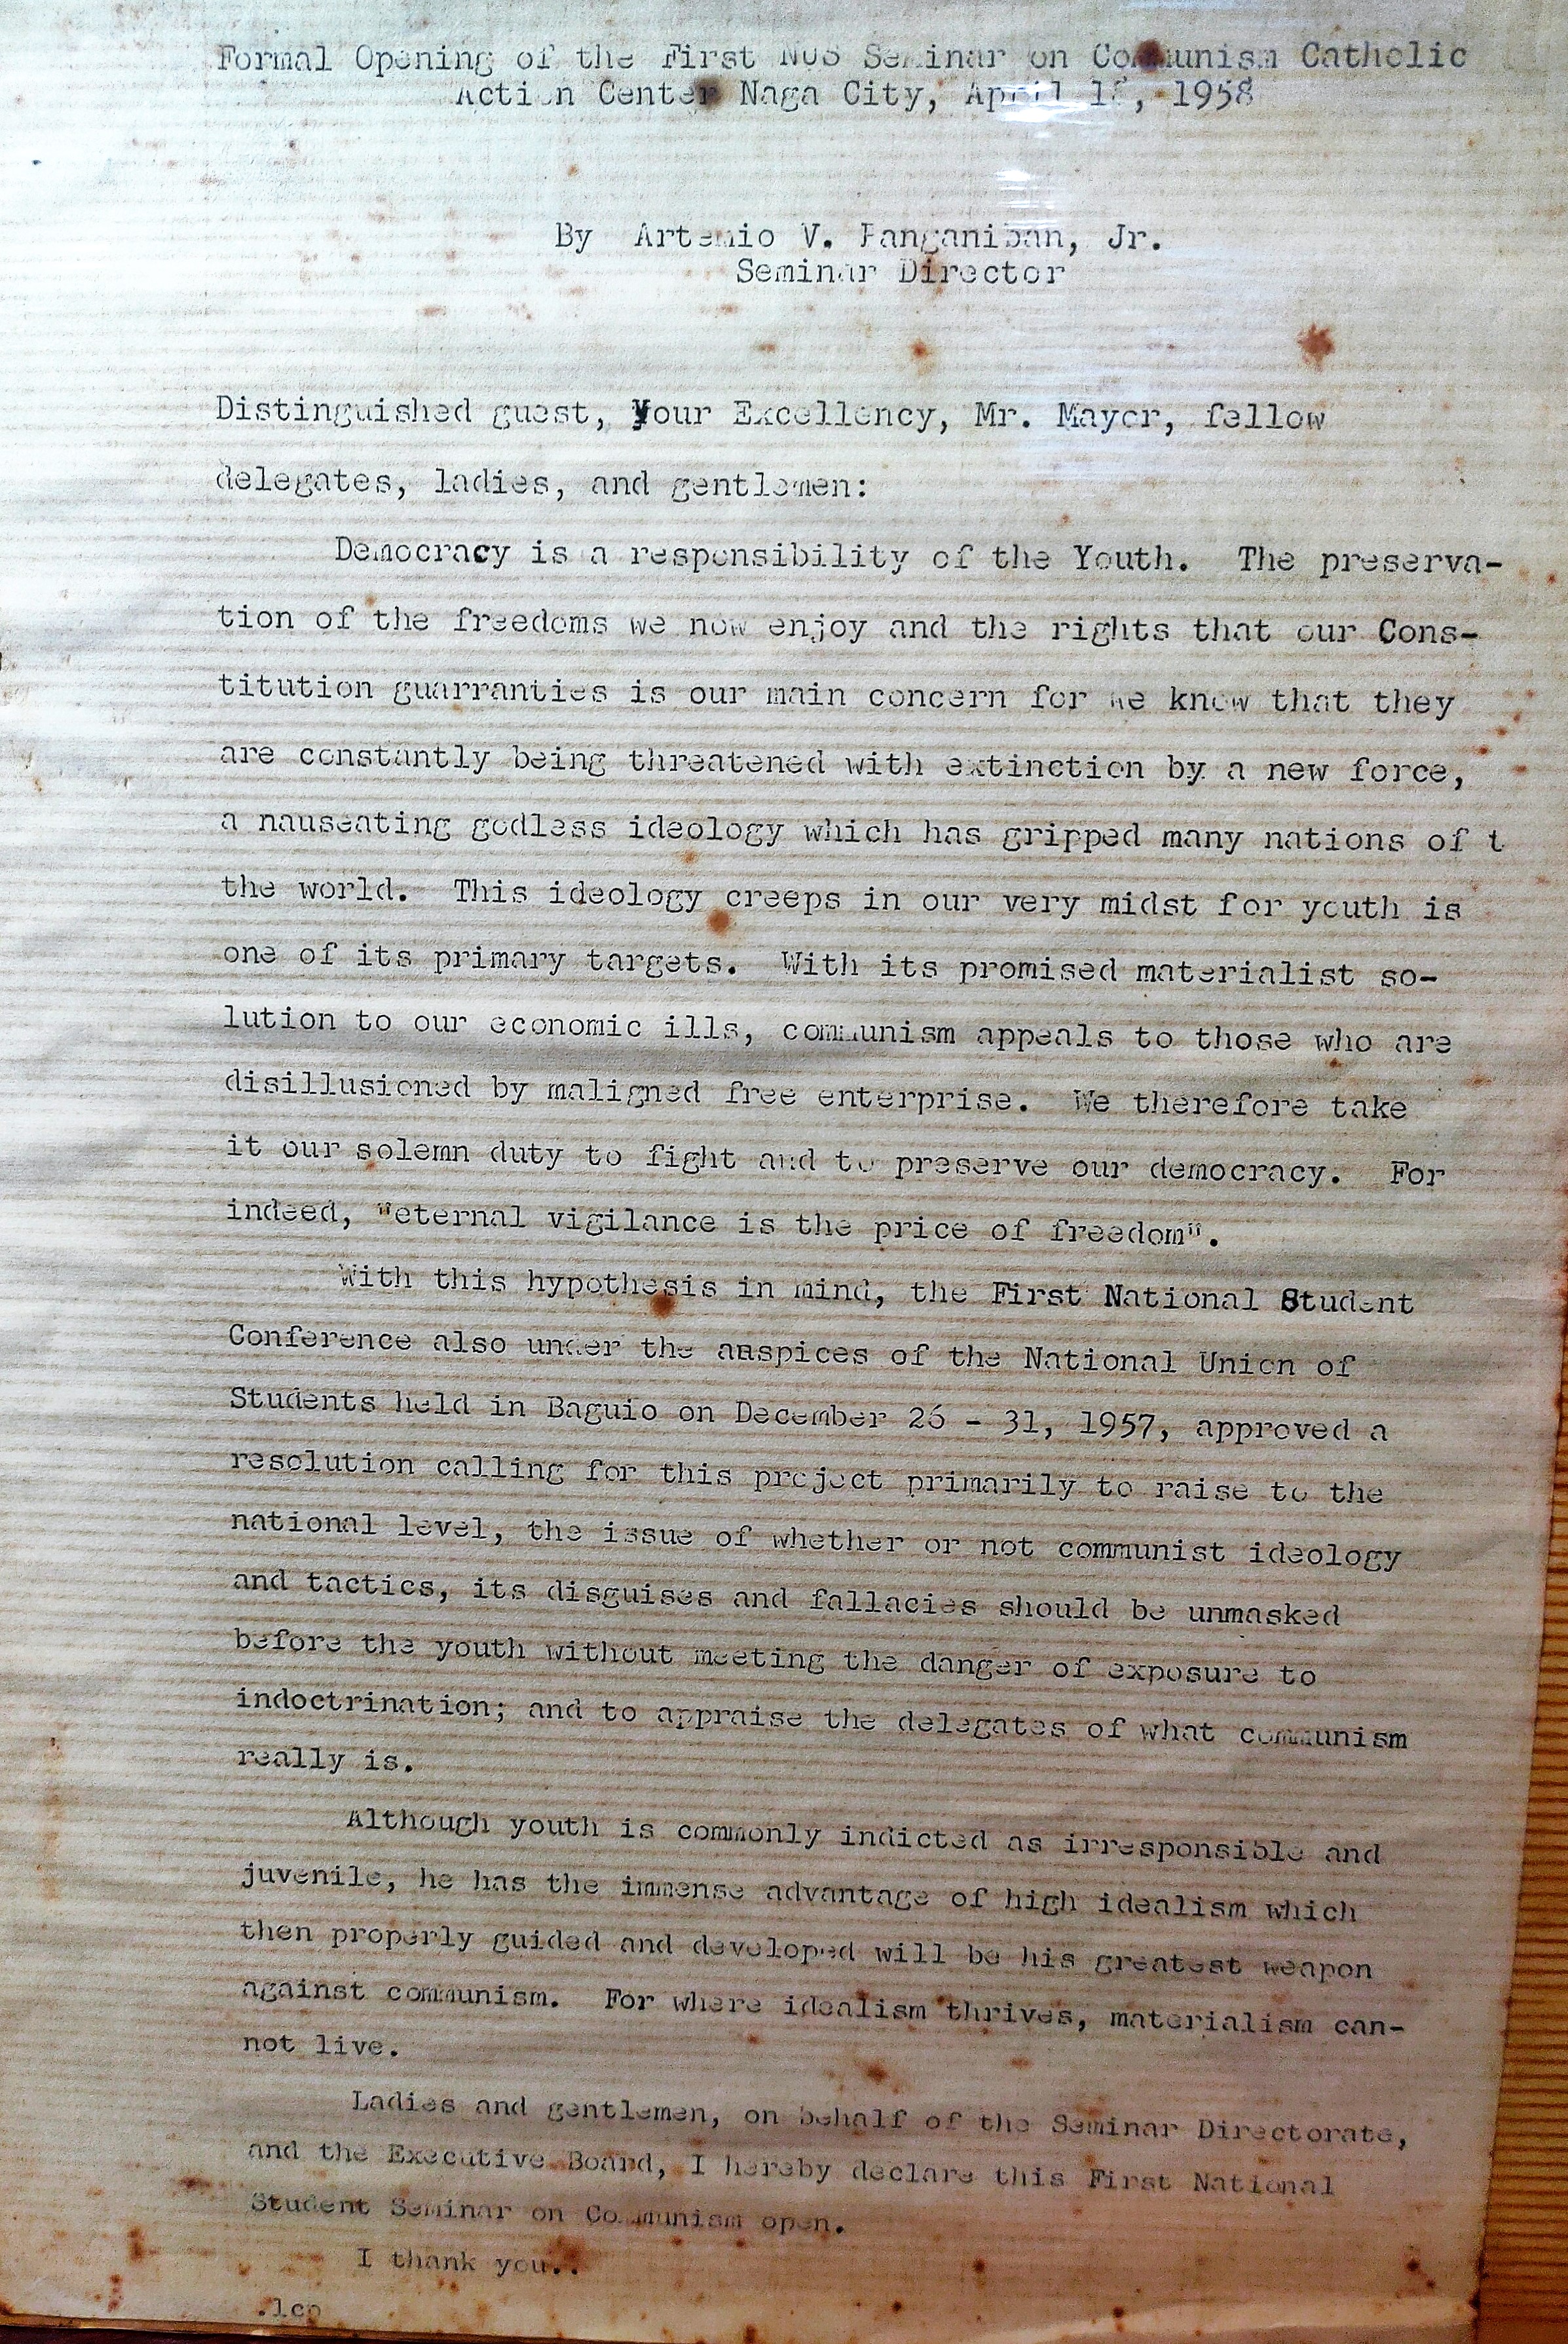 Formal Opening of the First NUS Seminar on Communism Catholic
Action Center Naga City, April , 1958
By Artemio V. Panganiban, Jr.
Seminar Director
Distinguished guest, Your Excellency, Mr. Mayor, fellow
delegates, ladies, and gentlemen:
Democracy is a responsibility of the Youth. The preserva-
tion of the freedoms we now enjoy and the rights that our Cons-
titution guarranties is our main concern for we know that they
are constantly being threatened with extinction by a new force,
a nauseating godless ideology which has gripped many nations of t
the world. This ideology creeps in our very midst for youth is
one of its primary targets. With its promised materialist so-
lution to our economic ills, communism appeals to those who are
disillusioned by maligned free enterprise. We therefore take
it our solemn duty to fight and to preserve our democracy. For
indeed, "eternal vigilance is the price of freedom".
With this hypothesis in mind, the First National Student
Conference also under the auspices of the National Union of
Students held in Baguio on December 26 - 31, 1957, approved a
resolution calling for this project primarily to raise to the
national level, the issue of whether or not communist ideology
and tactics, its disguises and fallacies should be unmasked
before the youth without meeting the danger of exposure to
indoctrination; and to appraise the delegates of what communism
really is.
Although youth is commonly indicted as irresponsible and
juvenile, he has the immense advantage of high idealism which
then properly guided and developed will be his greatest weapon
against communism. For where idealism thrives, materialism can-
not live.
Ladies and gentlemen, on behalf of the Seminar Directorate,
and the Executive Board, I hereby declare this First National
Student Seminar on Communism open.
I thank you..